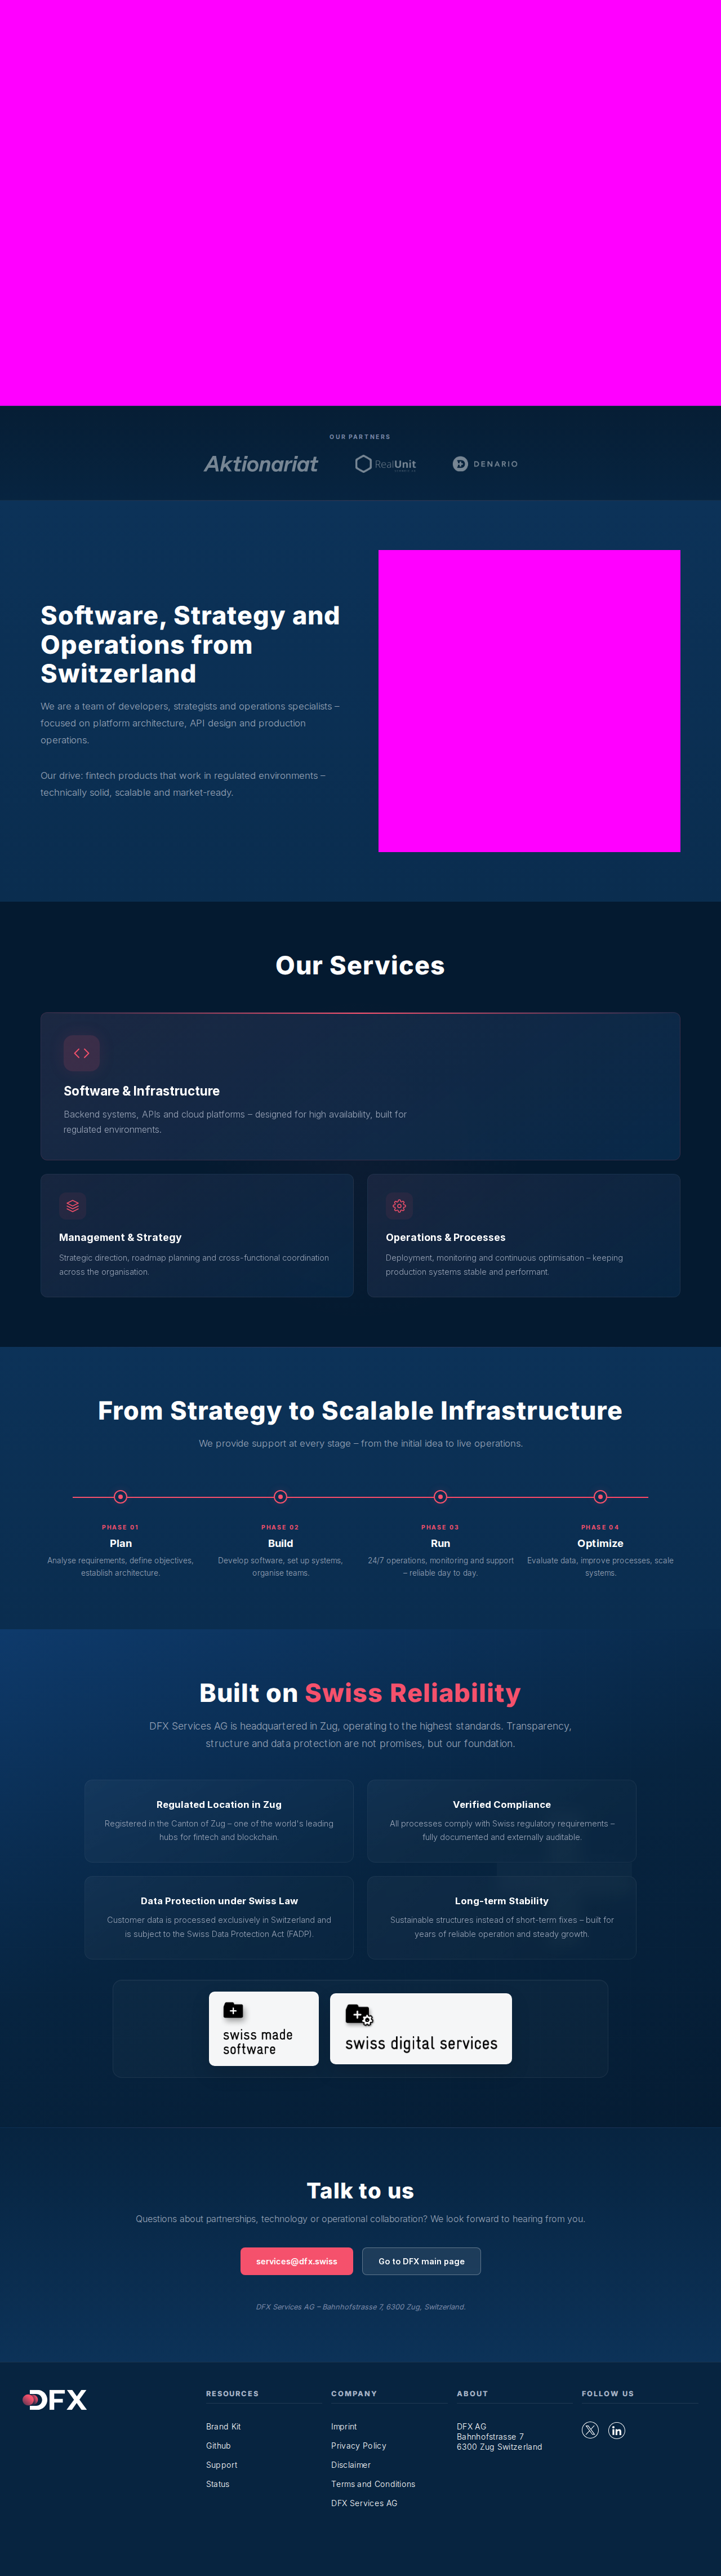 OUR PARTNERS
Aktionariat
RealUnit
DENARIO
Software, Strategy and
Operations from
Switzerland
We are a team of developers, strategists and operations specialists –
focused on platform architecture, API design and production
operations.
Our drive: fintech products that work in regulated environments –
technically solid, scalable and market-ready.
Our Services
Software & Infrastructure
Backend systems, APIs and cloud platforms – designed for high availability, built for
regulated environments.
Management & Strategy
Strategic direction, roadmap planning and cross-functional coordination
across the organisation.
Operations & Processes
Deployment, monitoring and continuous optimisation – keeping
production systems stable and performant.
From Strategy to Scalable Infrastructure
We provide support at every stage – from the initial idea to live operations.
PHASE 01
Plan
Analyse requirements, define objectives,
establish architecture.
PHASE 02
Build
Develop software, set up systems,
organise teams.
PHASE 03
Run
24/7 operations, monitoring and support
– reliable day to day.
PHASE 04
Optimize
Evaluate data, improve processes, scale
systems.
Built on Swiss Reliability
DFX Services AG is headquartered in Zug, operating to the highest standards. Transparency,
structure and data protection are not promises, but our foundation.
Regulated Location in Zug
Registered in the Canton of Zug – one of the world's leading
hubs for fintech and blockchain.
Verified Compliance
All processes comply with Swiss regulatory requirements –
fully documented and externally auditable.
Data Protection under Swiss Law
Customer data is processed exclusively in Switzerland and
is subject to the Swiss Data Protection Act (FADP).
Long-term Stability
Sustainable structures instead of short-term fixes – built for
years of reliable operation and steady growth.
swiss made
software
swiss digital services
Talk to us
Questions about partnerships, technology or operational collaboration? We look forward to hearing from you.
services@dfx.swiss
Go to DFX main page
DFX Services AG – Bahnhofstrasse 7, 6300 Zug, Switzerland.
DFX
RESOURCES
Brand Kit
Github
Support
Status
COMPANY
Imprint
Privacy Policy
Disclaimer
Terms and Conditions
DFX Services AG
ABOUT
DFX AG
Bahnhofstrasse 7
6300 Zug Switzerland
FOLLOW US